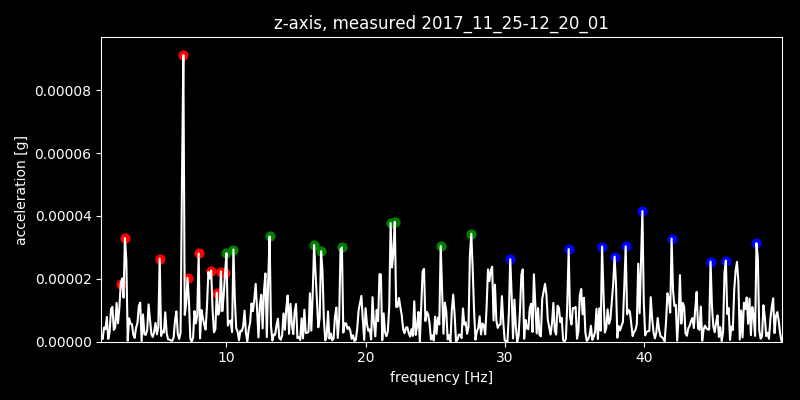 z-axis, measured 2017_11_25-12_20_01
acceleration [g]
0.00008
0.00006
0.00004
0.00002
0.00000
10 20 30 40
frequency [Hz]